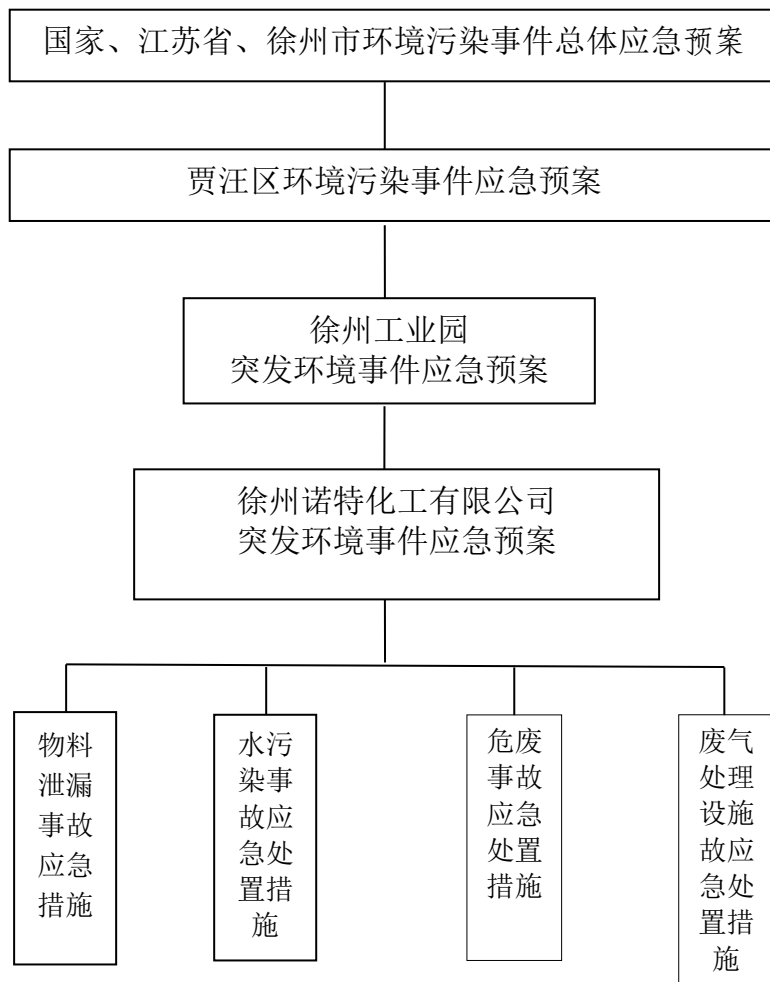 国家、江苏省、徐州市环境污染事件总体应急预案
贾汪区环境污染事件应急预案
徐州工业园
突发环境事件应急预案
徐州诺特化工有限公司
突发环境事件应急预案
物料
泄漏
事故
应急
措施
水污
染事
故应
急处
置措
施
危废
事故
应急
处置
措施
废气
处理
设施
故应
急处
置措
施